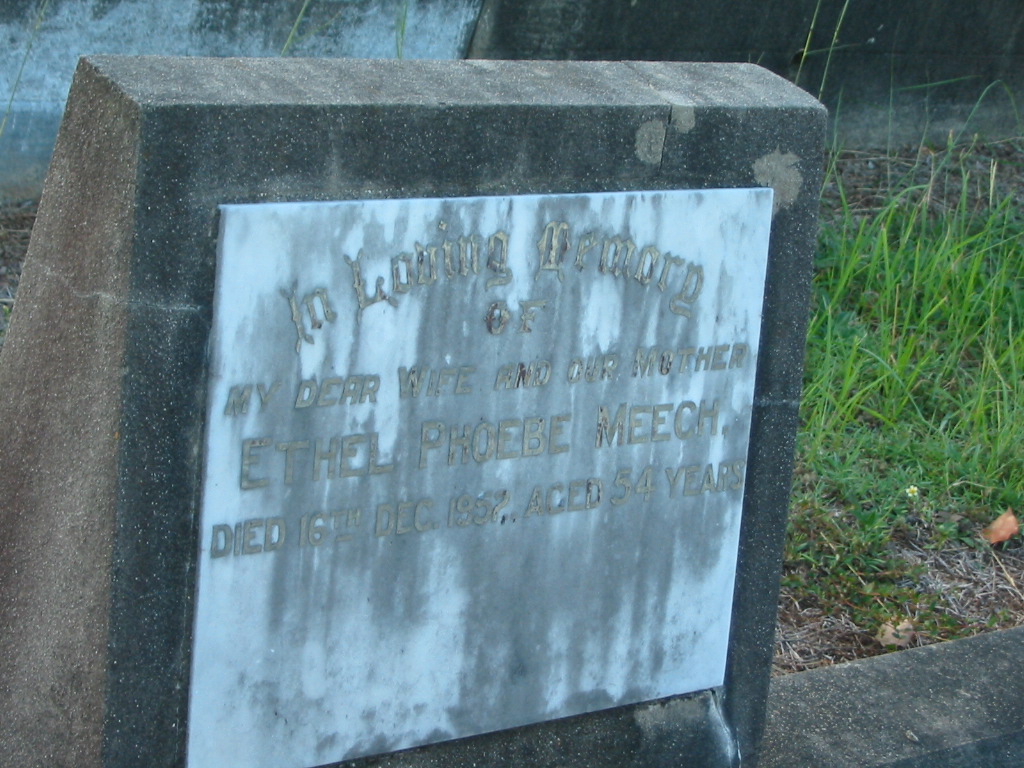 In Loving Memory
OF
MY DEAR WIFE AND OUR MOTHER
ETHEL PHOEBE MEECH,
DIED 16TH DEC. 1957, AGED 54 YEARS